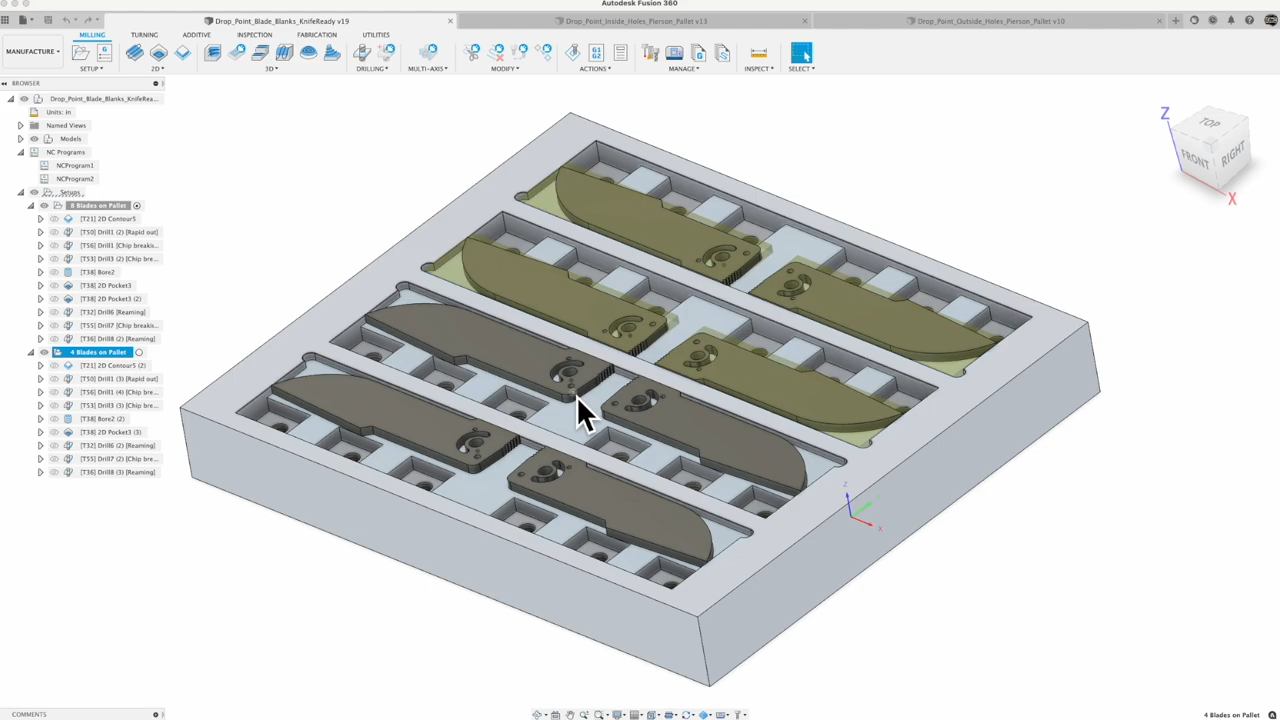 Autodesk Fusion 360
Drop_Point_Blade_Blanks_KnifeReady v19
Drop_Point_Inside_Holes_Pierson_Pallet v13
Drop_Point_Outside_Holes_Pierson_Pallet v10
MILLING TURNING ADDITIVE INSPECTION FABRICATION UTILITIES
MANUFACTURE
SETUP 2D 3D DRILLING MULTI-AXIS MODIFY ACTIONS MANAGE INSPECT SELECT
G1
G2
BROWSER
Drop_Point_Blade_Blanks_KnifeRea...
Units: in
Named Views
Models
NC Programs
NCProgram1
NCProgram2
Setups
8 Blades on Pallet
[T21] 2D Contour5
[T50] Drill1 (2) [Rapid out]
[T56] Drill1 [Chip breakin...
[T53] Drill3 (2) [Chip bre...
[T38] Bore2
[T38] 2D Pocket3
[T38] 2D Pocket3 (2)
[T32] Drill6 [Reaming]
[T55] Drill7 [Chip breakin...
[T36] Drill8 (2) [Reaming]
4 Blades on Pallet
[T21] 2D Contour5 (2)
[T50] Drill1 (3) [Rapid out]
[T56] Drill1 (4) [Chip bre...
[T53] Drill3 (3) [Chip bre...
[T38] Bore2 (2)
[T38] 2D Pocket3 (3)
[T32] Drill6 (2) [Reaming]
[T55] Drill7 (2) [Chip bre...
[T36] Drill8 (3) [Reaming]
Z
TOP
FRONT
RIGHT
X
Z
X
COMMENTS
4 Blades on Pallet